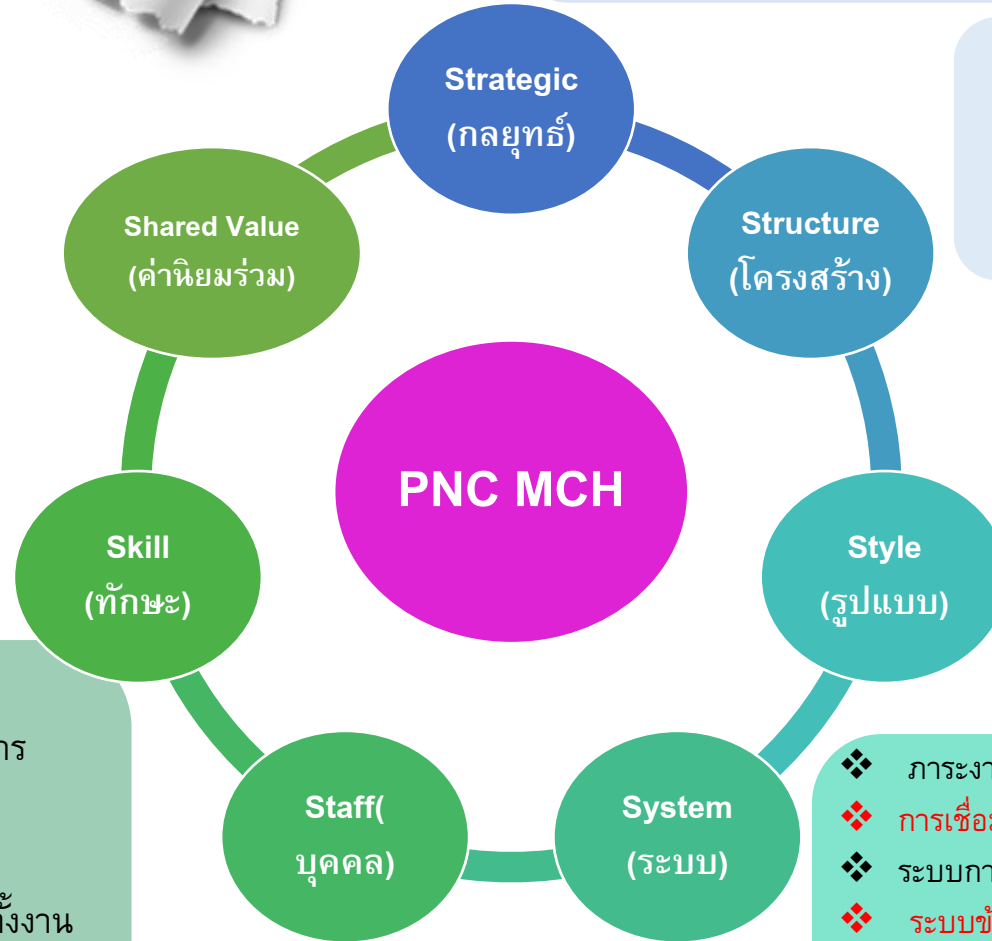 Strategic
(กลยุทธ์)
Shared Value
(ค่านิยมร่วม)
Structure
(โครงสร้าง)
PNC MCH
Skill
(ทักษะ)
Style
(รูปแบบ)
Staff(
บุคคล)
System
(ระบบ)